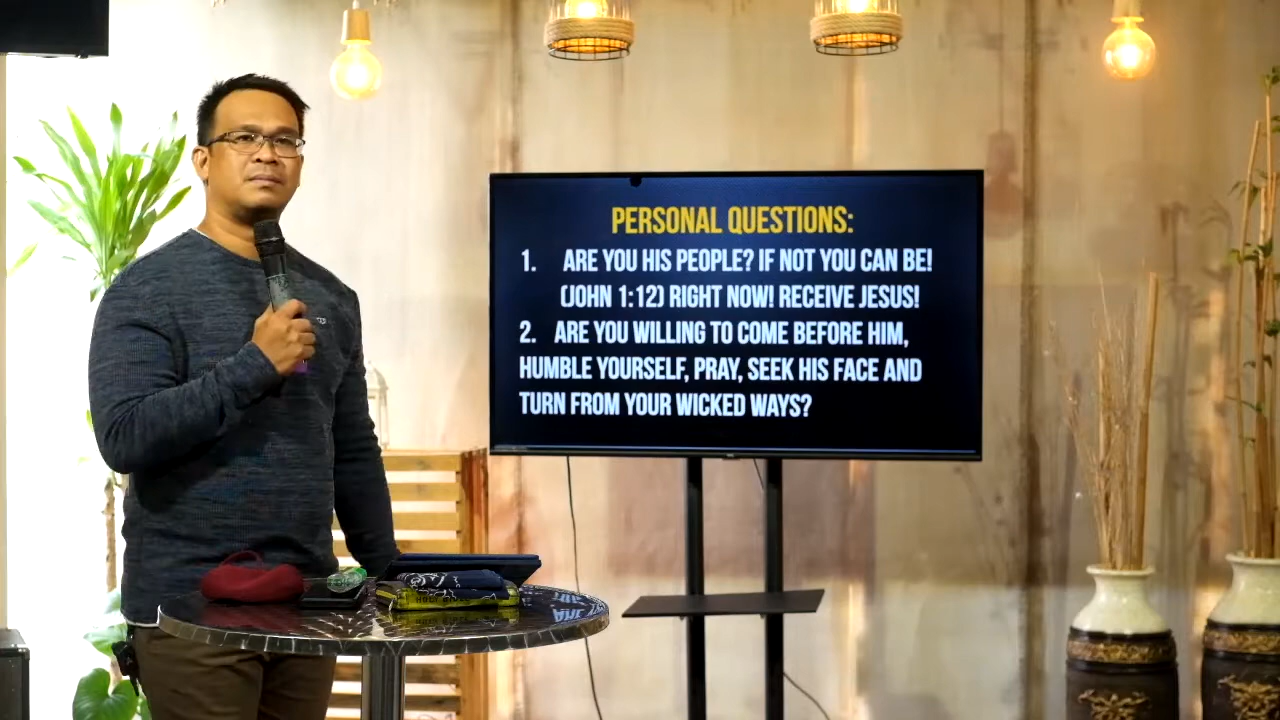 PERSONAL QUESTIONS:
1. ARE YOU HIS PEOPLE? IF NOT YOU CAN BE!
(JOHN 1:12) RIGHT NOW! RECEIVE JESUS!
2. ARE YOU WILLING TO COME BEFORE HIM,
HUMBLE YOURSELF, PRAY, SEEK HIS FACE AND
TURN FROM YOUR WICKED WAYS?